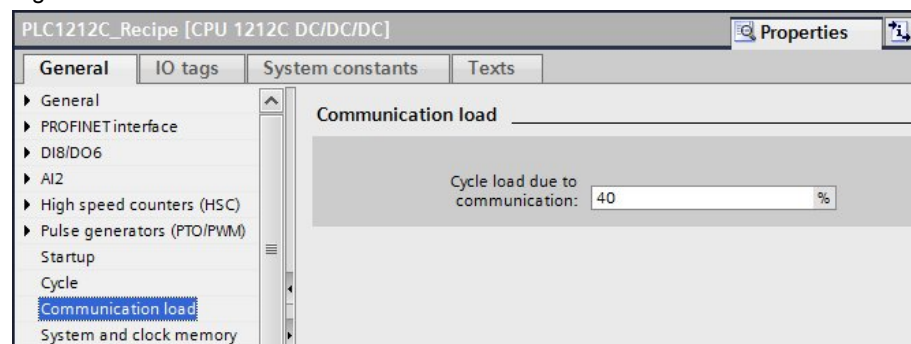 PLC1212C_Recipe [CPU 1212C DC/DC/DC]
Properties
General
IO tags
System constants
Texts
General
PROFINET interface
DI8/DO6
AI2
High speed counters (HSC)
Pulse generators (PTO/PWM)
Startup
Cycle
Communication load
System and clock memory
Communication load
Cycle load due to
communication:
40
%